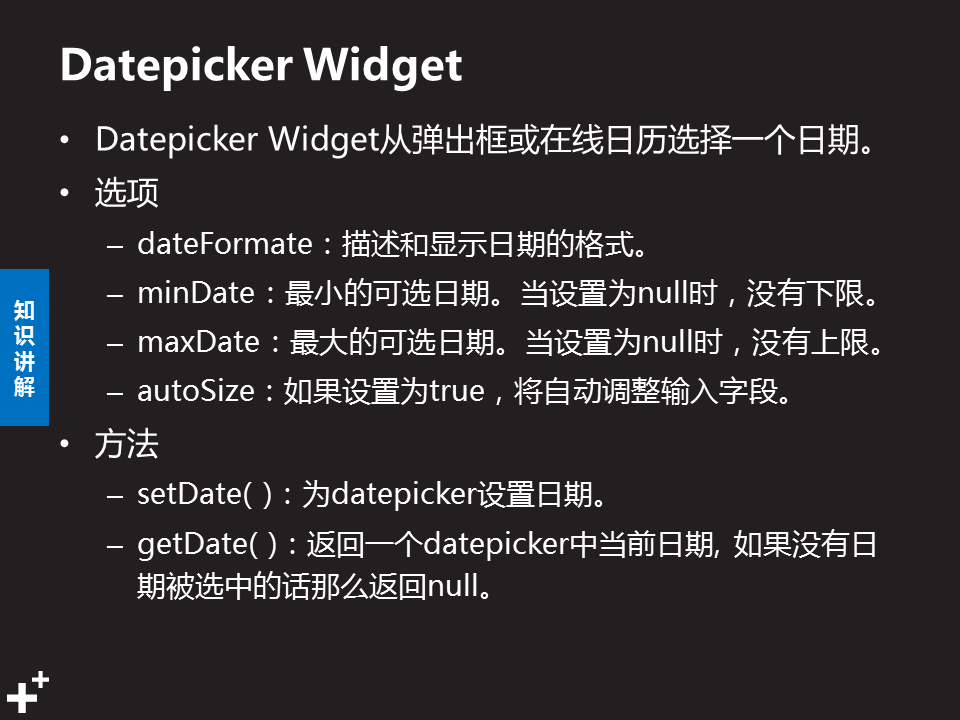 Datepicker Widget
• Datepicker Widget从弹出框或在线日历选择一个日期。
• 选项
– dateFormate：描述和显示日期的格式。
– minDate：最小的可选日期。当设置为null时，没有下限。
– maxDate：最大的可选日期。当设置为null时，没有上限。
– autoSize：如果设置为true，将自动调整输入字段。
• 方法
– setDate( )：为datepicker设置日期。
– getDate( )：返回一个datepicker中当前日期, 如果没有日
期被选中的话那么返回null。
知
识
讲
解